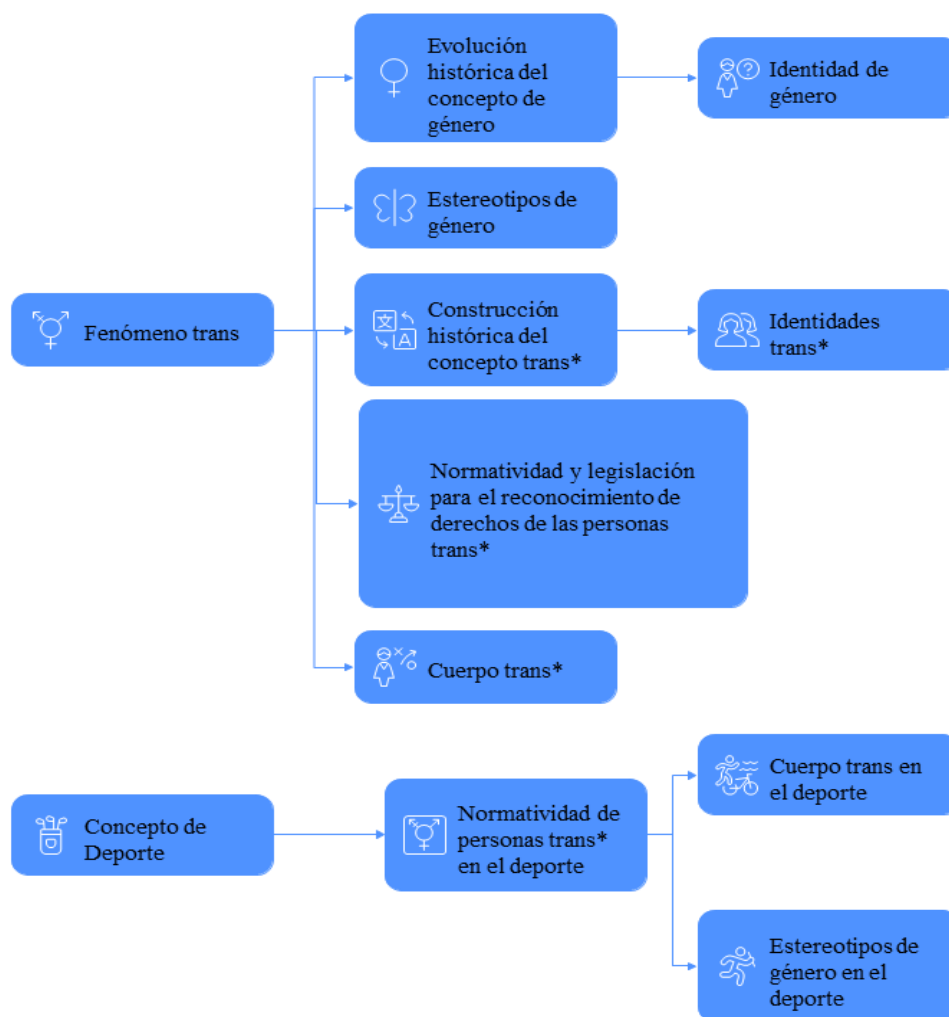 Evolución
histórica del
concepto de
género
Identidad de
género
Estereotipos de
género
Fenómeno trans
Construcción
histórica del
concepto trans*
Identidades
trans*
Normatividad y legislación
para el reconocimiento de
derechos de las personas
trans*
Cuerpo trans*
Concepto de
Deporte
Normatividad de
personas trans*
en el deporte
Cuerpo trans en
el deporte
Estereotipos de
género en el
deporte